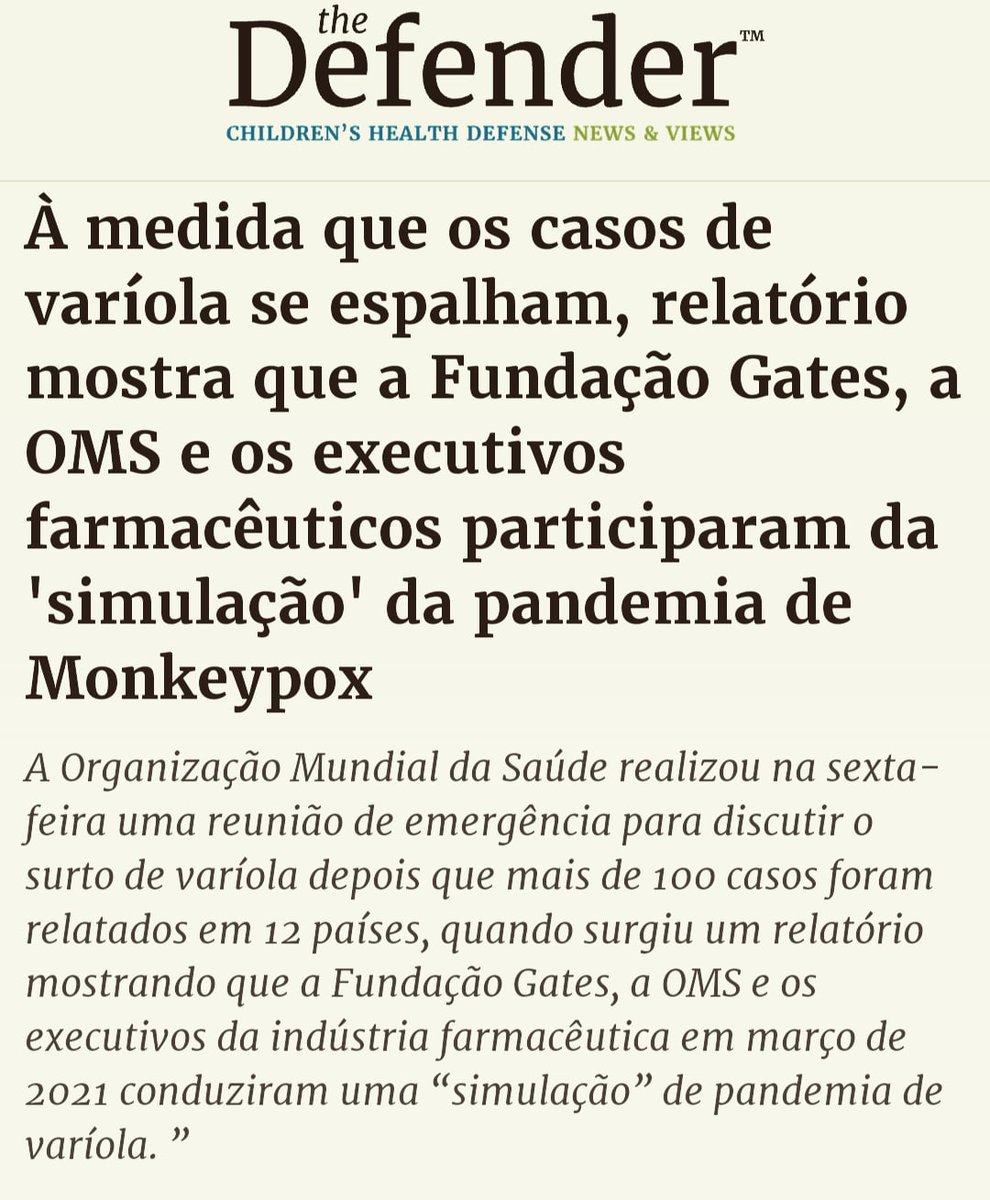 the
Defender™
CHILDREN'S HEALTH DEFENSE NEWS & VIEWS
À medida que os casos de
varíola se espalham, relatório
mostra que a Fundação Gates, a
OMS e os executivos
farmacêuticos participaram da
'simulação' da pandemia de
Monkeypox
A Organização Mundial da Saúde realizou na sexta-
feira uma reunião de emergência para discutir o
surto de varíola depois que mais de 100 casos foram
relatados em 12 países, quando surgiu um relatório
mostrando que a Fundação Gates, a OMS e os
executivos da indústria farmacêutica em março de
2021 conduziram uma “simulação” de pandemia de
varíola. ”